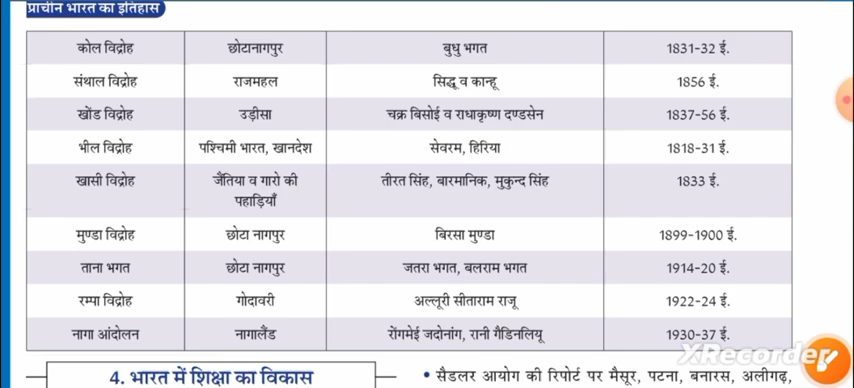 प्राचीन भारत का इतिहास
कोल विद्रोह छोटानागपुर बुधु भगत 1831-32 ई.
संथाल विद्रोह राजमहल सिद्धू व कान्हू 1856 ई.
खोंड विद्रोह उड़ीसा चक्र बिसोई व राधाकृष्ण दण्डसेन 1837-56 ई.
भील विद्रोह पश्चिमी भारत, खानदेश सेवरम, हिरिया 1818-31 ई.
खासी विद्रोह जैंतिया व गारो की तीरत सिंह, बारमानिक, मुकुन्द सिंह 1833 ई.
पहाड़ियाँ
मुण्डा विद्रोह छोटा नागपुर बिरसा मुण्डा 1899-1900 ई.
ताना भगत छोटा नागपुर जतरा भगत, बलराम भगत 1914-20 ई.
रम्पा विद्रोह गोदावरी अल्लूरी सीताराम राजू 1922-24 ई.
नागा आंदोलन नागालैंड रोंगमेई जदोनांग, रानी गैडिनलियू 1930-37 ई.
XRecorder
4. भारत में शिक्षा का विकास
• सैडलर आयोग की रिपोर्ट पर मैसूर, पटना, बनारस, अलीगढ़,